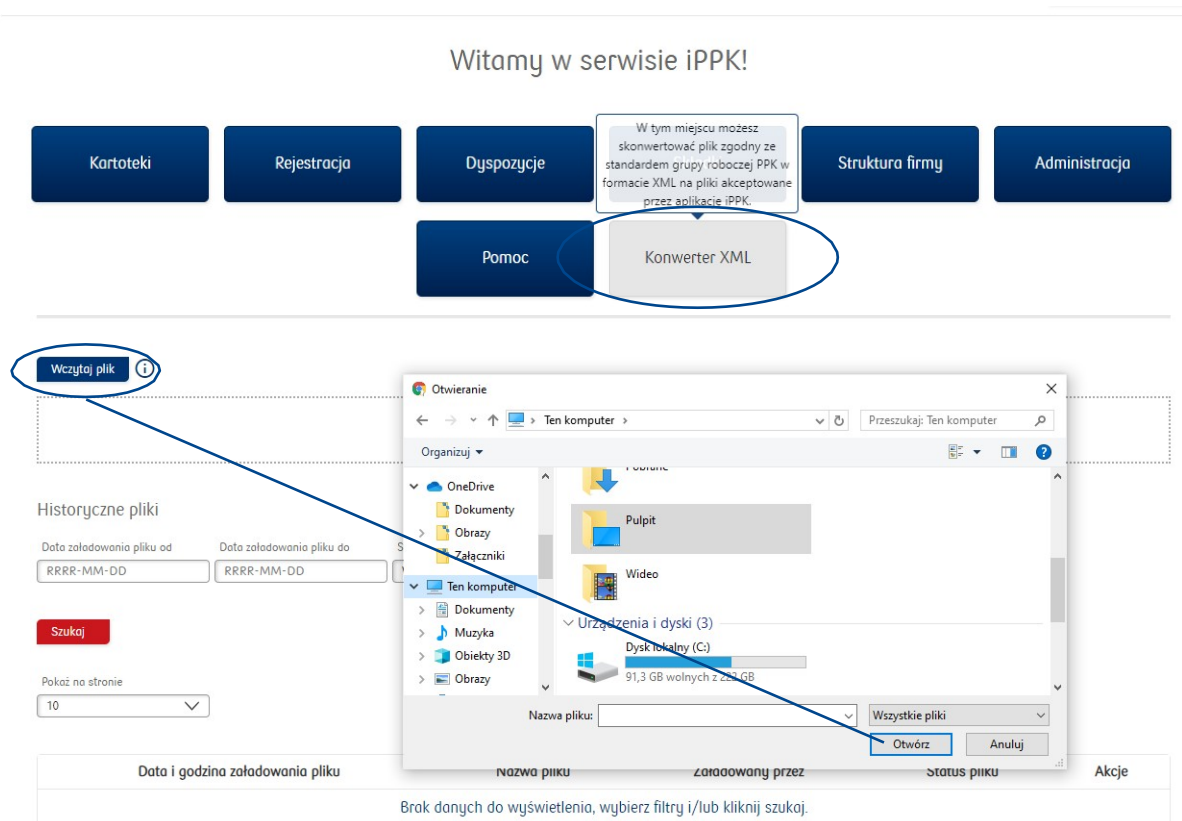 Witamy w serwisie iPPK!
Kartoteki
Rejestracja
Dyspozycje
W tym miejscu możesz
skonwertować plik zgodny ze
standardem grupy roboczej PPK w
formacie XML na pliki akceptowane
przez aplikację iPPK.
Struktura firmy
Administracja
Pomoc
Konwerter XML
Wczytaj plik
Otwieranie
Ten komputer
Przeszukaj: Ten komputer
Organizuj
OneDrive
Dokumenty
Obrazy
Załączniki
Ten komputer
Dokumenty
Muzyka
Obiekty 3D
Obrazy
Pobrane
Pulpit
Wideo
Urządzenia i dyski (3)
Dysk lokalny (C:)
91,3 GB wolnych z 222 GB
Nazwa pliku:
Wszystkie pliki
Otwórz
Anuluj
Historyczne pliki
Data załadowania pliku od
Data załadowania pliku do
RRRR-MM-DD
RRRR-MM-DD
Szukaj
Pokaż na stronie
10
Data i godzina załadowania pliku
Nazwa pliku
Załadowany przez
Status pliku
Akcje
Brak danych do wyświetlenia, wybierz filtry i/lub kliknij szukaj.